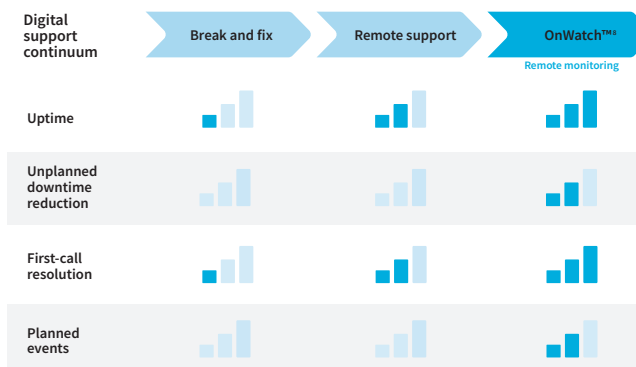 Digital
support
continuum
Break and fix
Remote support
OnWatch™⁸
Remote monitoring
Uptime
Unplanned
downtime
reduction
First-call
resolution
Planned
events